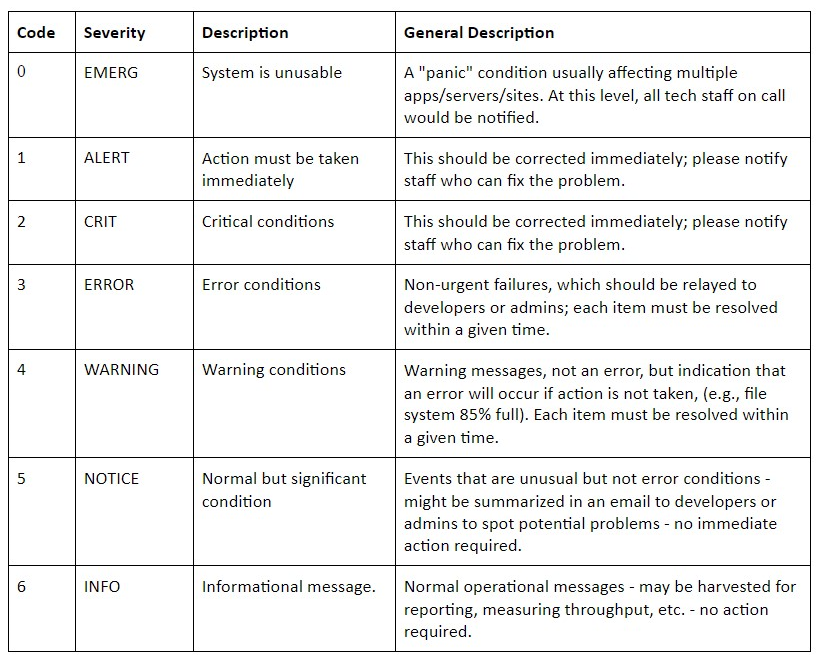 Code Severity Description General Description
0 EMERG System is unusable A "panic" condition usually affecting multiple
apps/servers/sites. At this level, all tech staff on call
would be notified.
1 ALERT Action must be taken This should be corrected immediately; please notify
immediately staff who can fix the problem.
2 CRIT Critical conditions This should be corrected immediately; please notify
staff who can fix the problem.
3 ERROR Error conditions Non-urgent failures, which should be relayed to
developers or admins; each item must be resolved
within a given time.
4 WARNING Warning conditions Warning messages, not an error, but indication that
an error will occur if action is not taken, (e.g., file
system 85% full). Each item must be resolved within
a given time.
5 NOTICE Normal but significant Events that are unusual but not error conditions -
condition might be summarized in an email to developers or
admins to spot potential problems - no immediate
action required.
6 INFO Informational message. Normal operational messages - may be harvested for
reporting, measuring throughput, etc. - no action
required.